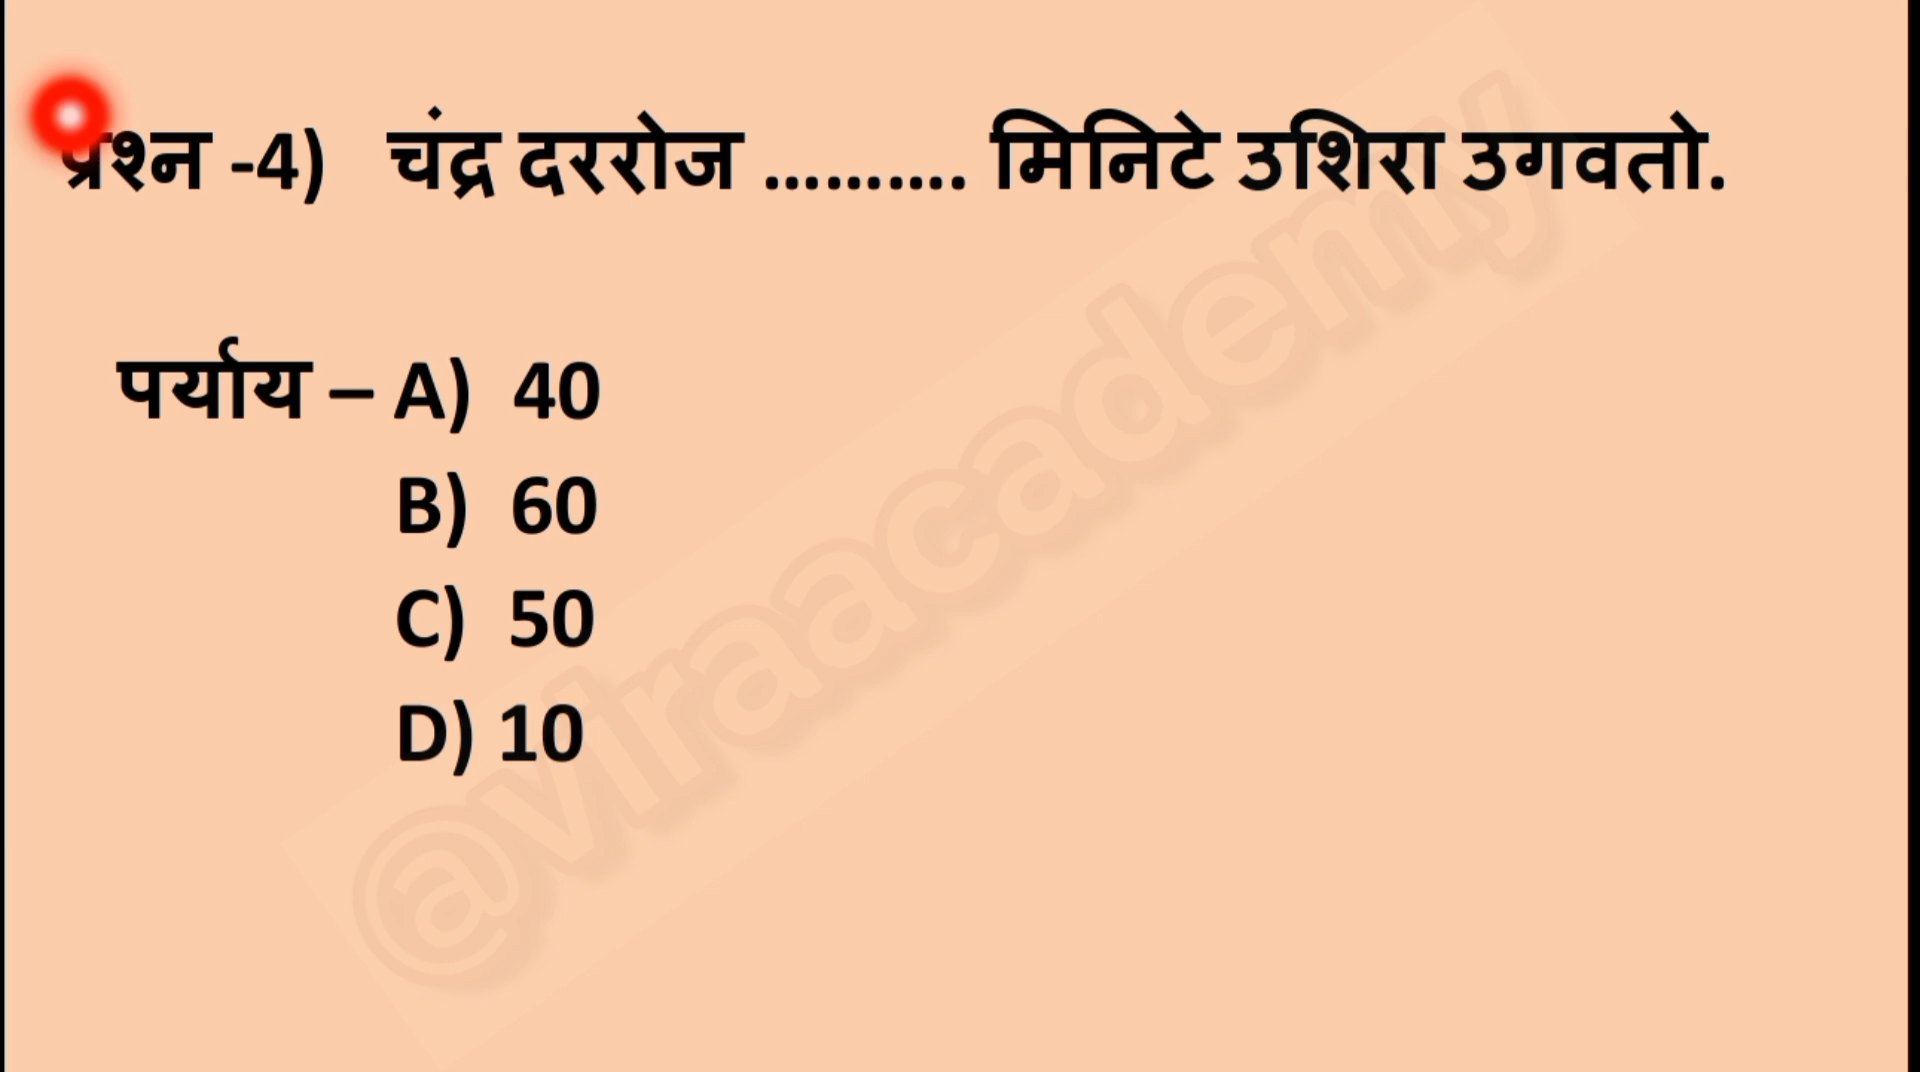 प्रश्न -4) चंद्र दररोज .......... मिनिटे उशिरा उगवतो.
पर्याय – A) 40
B) 60
C) 50
D) 10
@viraacademy